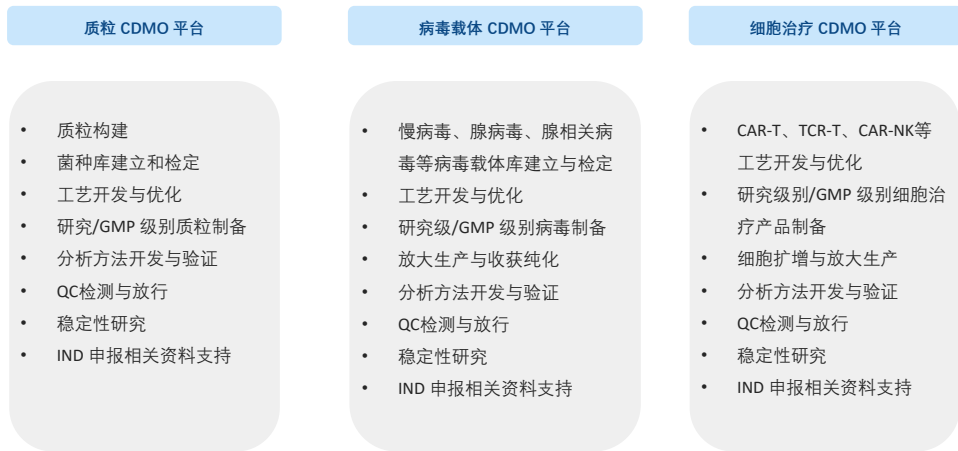 质粒 CDMO 平台
• 质粒构建
• 菌种库建立和检定
• 工艺开发与优化
• 研究/GMP 级别质粒制备
• 分析方法开发与验证
• QC检测与放行
• 稳定性研究
• IND 申报相关资料支持
病毒载体 CDMO 平台
• 慢病毒、腺病毒、腺相关病
毒等病毒载体库建立与检定
• 工艺开发与优化
• 研究级/GMP 级别病毒制备
• 放大生产与收获纯化
• 分析方法开发与验证
• QC检测与放行
• 稳定性研究
• IND 申报相关资料支持
细胞治疗 CDMO 平台
• CAR-T、TCR-T、CAR-NK等
工艺开发与优化
• 研究级别/GMP 级别细胞治
疗产品制备
• 细胞扩增与放大生产
• 分析方法开发与验证
• QC检测与放行
• 稳定性研究
• IND 申报相关资料支持